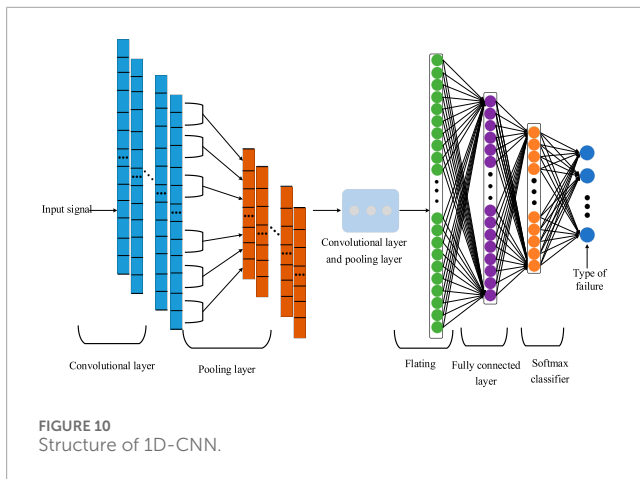 Input signal
Convolutional layer
and pooling layer
Type of
failure
Convolutional layer
Pooling layer
Flating
Fully connected
layer
Softmax
classifier
FIGURE 10
Structure of 1D-CNN.